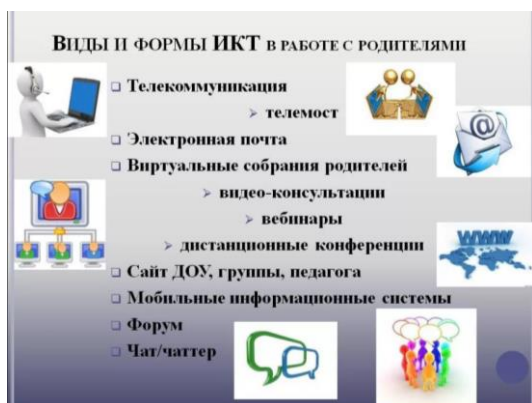 Виды и формы ИКТ в работе с родителями
Телекоммуникация
телемост
Электронная почта
Виртуальные собрания родителей
видео-консультации
вебинары
дистанционные конференции
WWW
Сайт ДОУ, группы, педагога
Мобильные информационные системы
Форум
Чат/чаттер